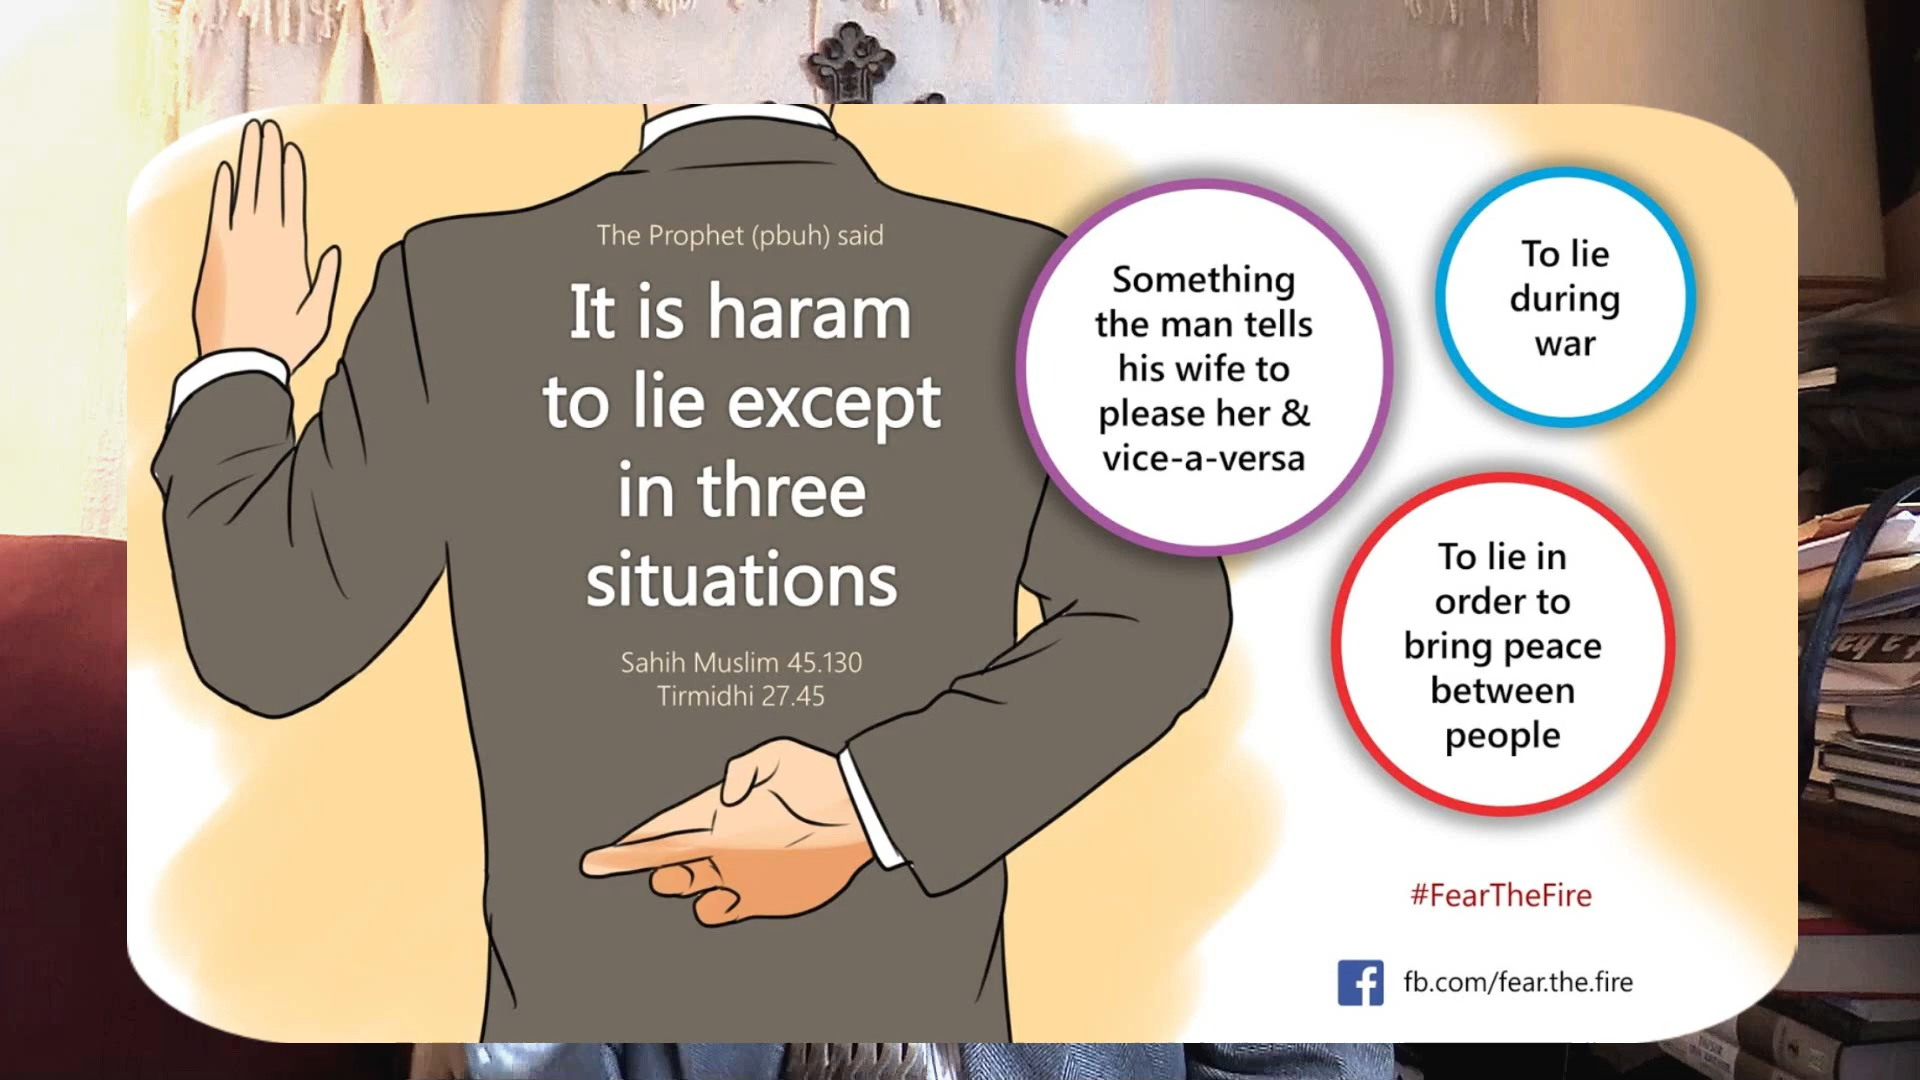 The Prophet (pbuh) said
It is haram
to lie except
in three
situations
Sahih Muslim 45.130
Tirmidhi 27.45
Something
the man tells
his wife to
please her &
vice-a-versa
To lie
during
war
To lie in
order to
bring peace
between
people
#FearTheFire
fb.com/fear.the.fire